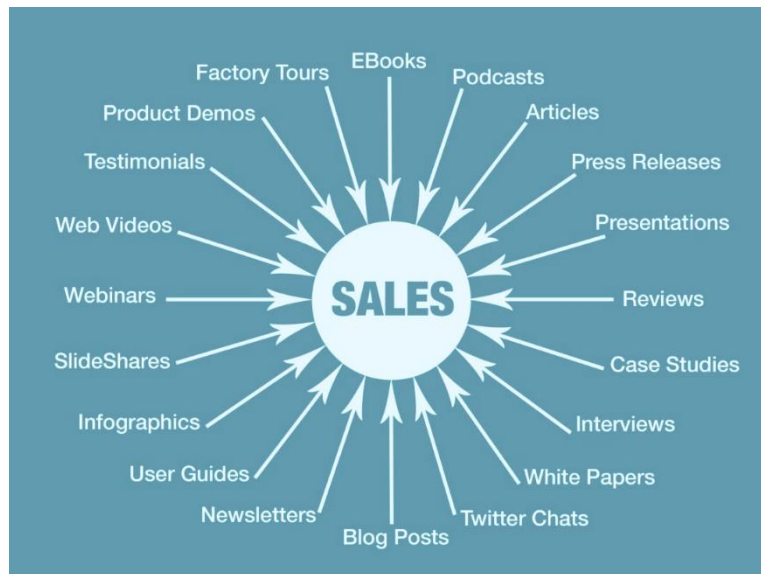 EBooks
Podcasts
Articles
Press Releases
Presentations
Reviews
Case Studies
Interviews
White Papers
Twitter Chats
Blog Posts
Newsletters
User Guides
Infographics
SlideShares
Webinars
Web Videos
Testimonials
Product Demos
Factory Tours
SALES